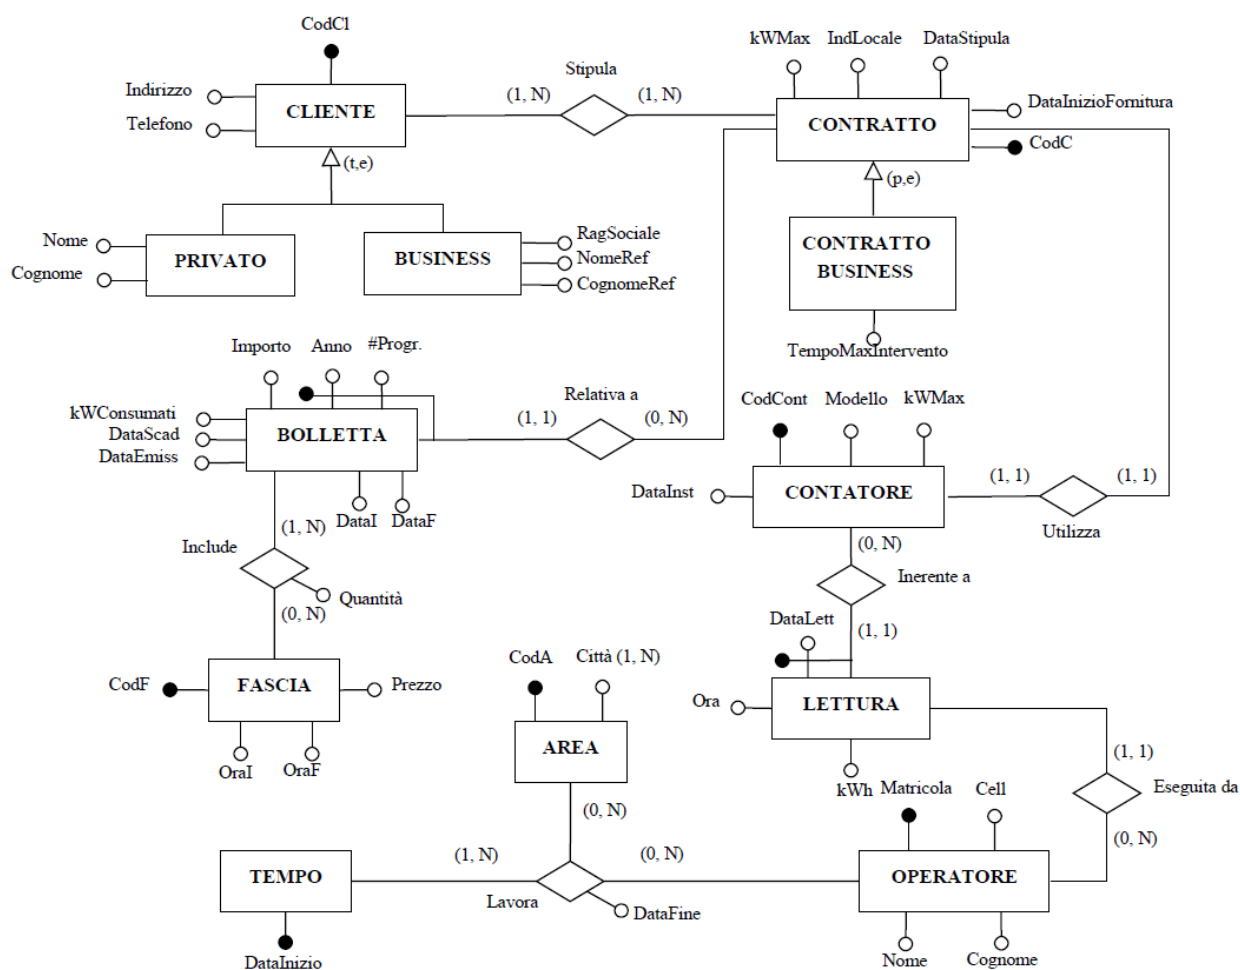 CodCl
kWMax
IndLocale
DataStipula
Stipula
Indirizzo
(1, N)
(1, N)
DataInizioFornitura
CLIENTE
CONTRATTO
Telefono
CodC
(t,e)
(p,e)
RagSociale
Nome
CONTRATTO
BUSINESS
NomeRef
PRIVATO
BUSINESS
Cognome
CognomeRef
Importo
Anno
#Progr.
TempoMaxIntervento
Relativa a
CodCont
Modello
kWMax
kWConsumati
(1, 1)
(0, N)
DataScad
BOLLETTA
DataEmiss
DataInst
CONTATORE
(1, 1)
(1, 1)
DataI
DataF
(1, N)
Utilizza
Include
(0, N)
Inerente a
Quantità
(0, N)
DataLett
(1, 1)
CodA
Città (1, N)
CodF
FASCIA
Prezzo
Ora
LETTURA
AREA
OraI
OraF
(1, 1)
kWh
Matricola
Cell
Eseguita da
(0, N)
(0, N)
(1, N)
(0, N)
TEMPO
OPERATORE
Lavora
DataFine
DataInizio
Nome
Cognome